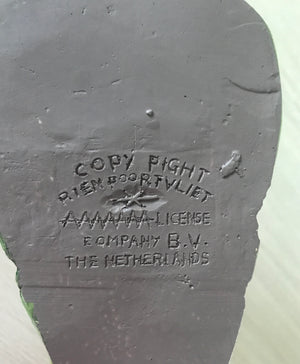 COPY RIGHT
RIEN POORTVLIET
LICENSE
COMPANY B.V.
THE NETHERLANDS